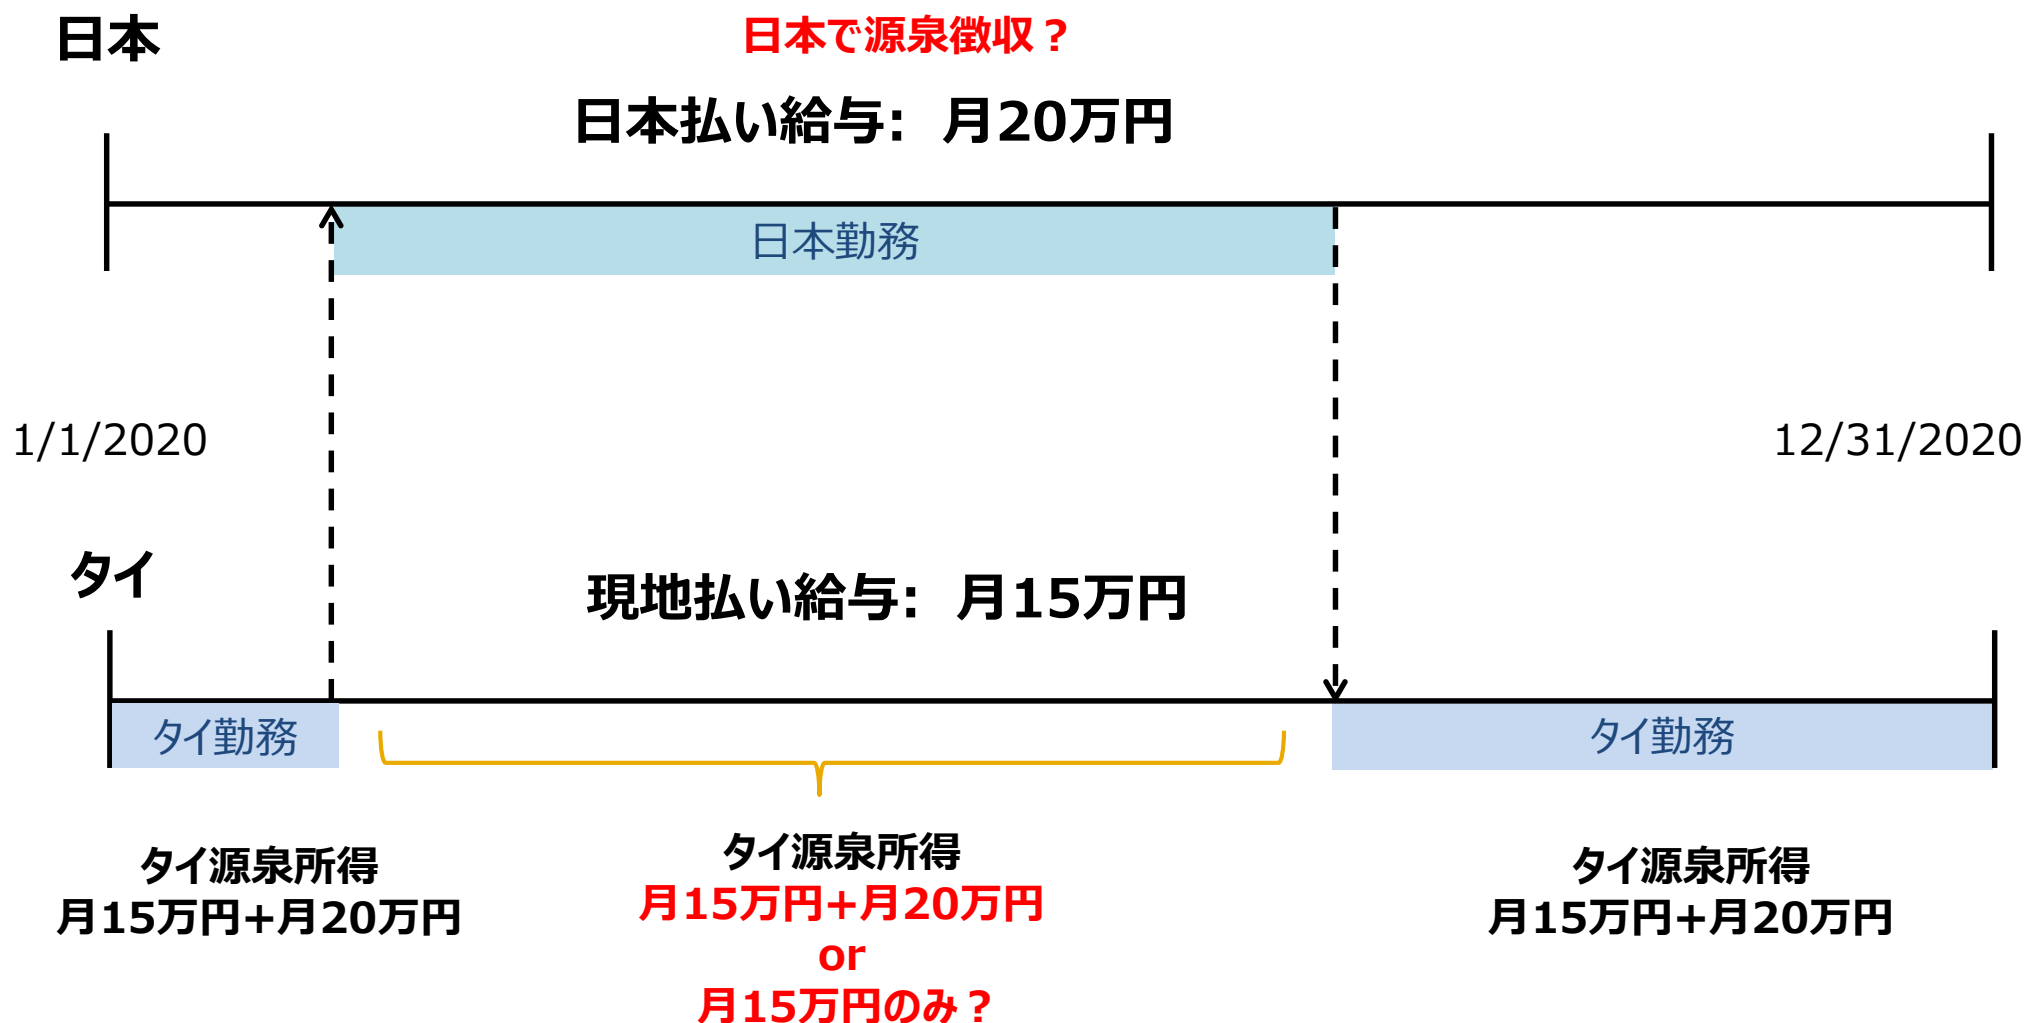 日本
日本で源泉徴収？
日本払い給与:  月20万円
日本勤務
1/1/2020
12/31/2020
タイ
現地払い給与:  月15万円
タイ勤務
タイ勤務
タイ源泉所得
月15万円+月20万円
タイ源泉所得
月15万円+月20万円
or
月15万円のみ？
タイ源泉所得
月15万円+月20万円